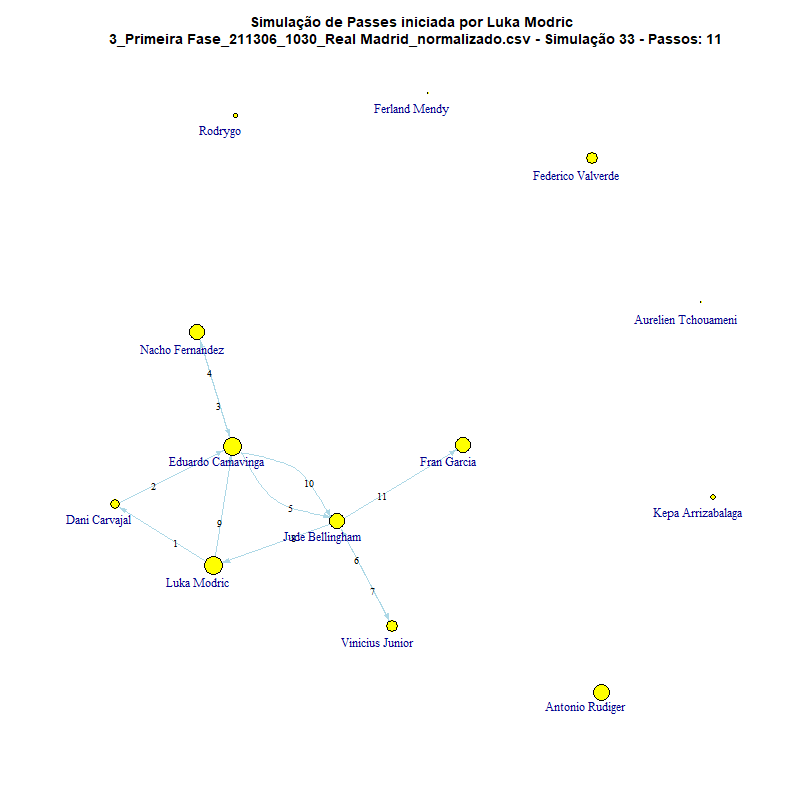 Simulação de Passes iniciada por Luka Modric
3_Primeira Fase_211306_1030_Real Madrid_normalizado.csv - Simulação 33 - Passos: 11
Ferland Mendy
Rodrygo
Federico Valverde
Aurelien Tchouameni
Nacho Fernandez
4
3
Eduardo Camavinga
Fran Garcia
10
2
11
5
Kepa Arrizabalaga
Dani Carvajal
9
Jude Bellingham
8
1
6
Luka Modric
7
Vinicius Junior
Antonio Rudiger